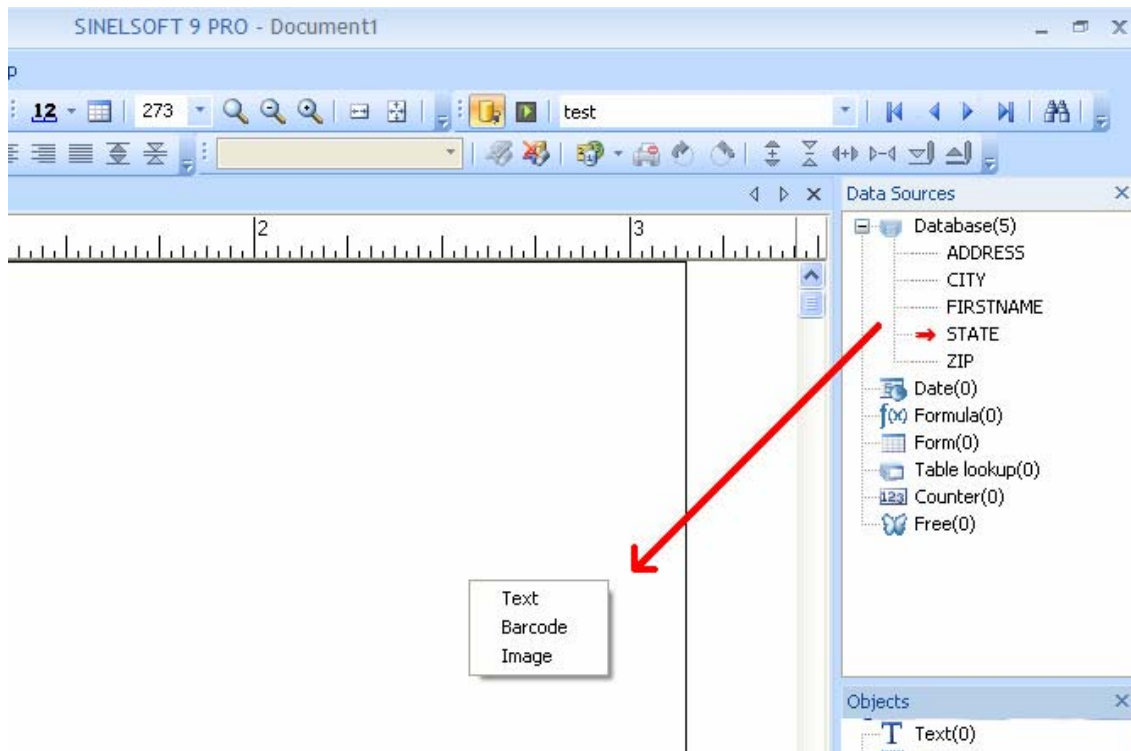 SINELSOFT 9 PRO - Document1
p
12 273 test
Data Sources
2 3
Database(5)
ADDRESS
CITY
FIRSTNAME
STATE
ZIP
Date(0)
f(x) Formula(0)
Form(0)
Table lookup(0)
123 Counter(0)
Free(0)
Text
Barcode
Image
Objects
T Text(0)